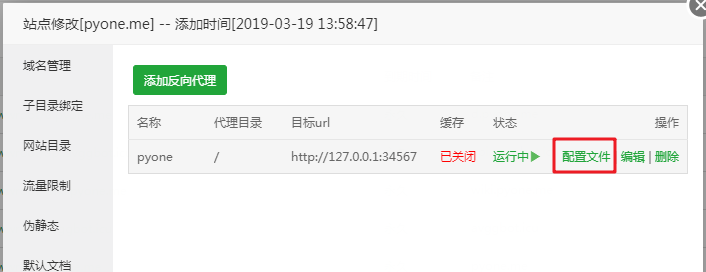 站点修改[pyone.me] -- 添加时间[2019-03-19 13:58:47]
域名管理
子目录绑定
网站目录
流量限制
伪静态
默认文档
添加反向代理
名称 代理目录 目标url 缓存 状态 操作
pyone / http://127.0.0.1:34567 已关闭 运行中 配置文件 编辑 | 删除